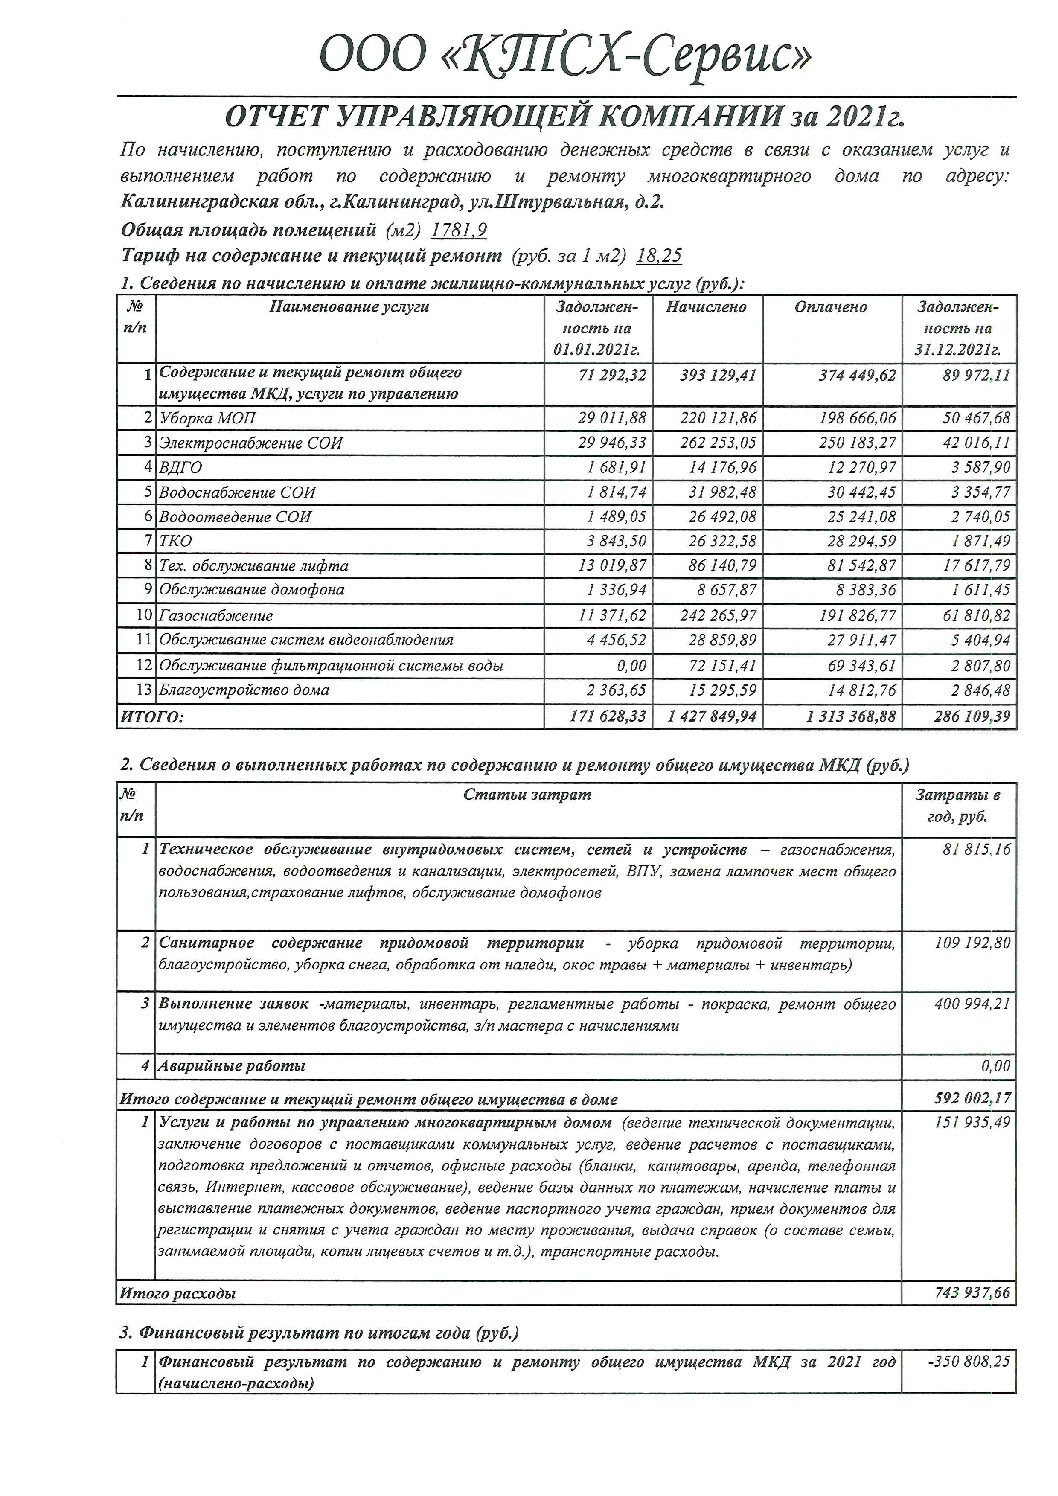 ООО «КТСХ-Сервис»
ОТЧЕТ УПРАВЛЯЮЩЕЙ КОМПАНИИ за 2021г.
По начислению, поступлению и расходованию денежных средств в связи с оказанием услуг и
выполнением работ по содержанию и ремонту многоквартирного дома по адресу:
Калининградская обл., г.Калининград, ул.Штурвальная, д.2.
Общая площадь помещений (м2) 1781,9
Тариф на содержание и текущий ремонт (руб. за 1 м2) 18,25
1. Сведения по начислению и оплате жилищно-коммунальных услуг (руб.):
№ Наименование услуги Задолжен- Начислено Оплачено Задолжен-
п/п ность на ность на
01.01.2021г. 31.12.2021г.
1 Содержание и текущий ремонт общего 71 292,32 393 129,41 374 449,62 89 972,11
имущества МКД, услуги по управлению
2 Уборка МОП 29 011,88 220 121,86 198 666,06 50 467,68
3 Электроснабжение СОИ 29 946,33 262 253,05 250 183,27 42 016,11
4 ВДГО 1 681,91 14 176,96 12 270,97 3 587,90
5 Водоснабжение СОИ 1 814,74 31 982,48 30 442,45 3 354,77
6 Водоотведение СОИ 1 489,05 26 492,08 25 241,08 2 740,05
7 ТКО 3 843,50 26 322,58 28 294,59 1 871,49
8 Тех. обслуживание лифта 13 019,87 86 140,79 81 542,87 17 617,79
9 Обслуживание домофона 1 336,94 8 657,87 8 383,36 1 611,45
10 Газоснабжение 11 371,62 242 265,97 191 826,77 61 810,82
11 Обслуживание систем видеонаблюдения 4 456,52 28 859,89 27 911,47 5 404,94
12 Обслуживание фильтрационной системы воды 0,00 72 151,41 69 343,61 2 807,80
13 Благоустройство дома 2 363,65 15 295,59 14 812,76 2 846,48
ИТОГО: 171 628,33 1 427 849,94 1 313 368,88 286 109,39
2. Сведения о выполненных работах по содержанию и ремонту общего имущества МКД (руб.)
№ Статьи затрат Затраты в
п/п год, руб.
1 Техническое обслуживание внутридомовых систем, сетей и устройств – газоснабжения, 81 815,16
водоснабжения, водоотведения и канализации, электросетей, ВПУ, замена лампочек мест общего
пользования,страхование лифтов, обслуживание домофонов
2 Санитарное содержание придомовой территории - уборка придомовой территории, 109 192,80
благоустройство, уборка снега, обработка от наледи, окос травы + материалы + инвентарь)
3 Выполнение заявок -материалы, инвентарь, регламентные работы - покраска, ремонт общего 400 994,21
имущества и элементов благоустройства, з/п мастера с начислениями
4 Аварийные работы 0,00
Итого содержание и текущий ремонт общего имущества в доме 592 002,17
1 Услуги и работы по управлению многоквартирным домом (ведение технической документации, 151 935,49
заключение договоров с поставщиками коммунальных услуг, ведение расчетов с поставщиками,
подготовка предложений и отчетов, офисные расходы (бланки, канцтовары, аренда, телефонная
связь, Интернет, кассовое обслуживание), ведение базы данных по платежам, начисление платы и
выставление платежных документов, ведение паспортного учета граждан, прием документов для
регистрации и снятия с учета граждан по месту проживания, выдача справок (о составе семьи,
занимаемой площади, копии лицевых счетов и т.д.), транспортные расходы.
Итого расходы 743 937,66
3. Финансовый результат по итогам года (руб.)
1 Финансовый результат по содержанию и ремонту общего имущества МКД за 2021 год -350 808,25
(начислено-расходы)